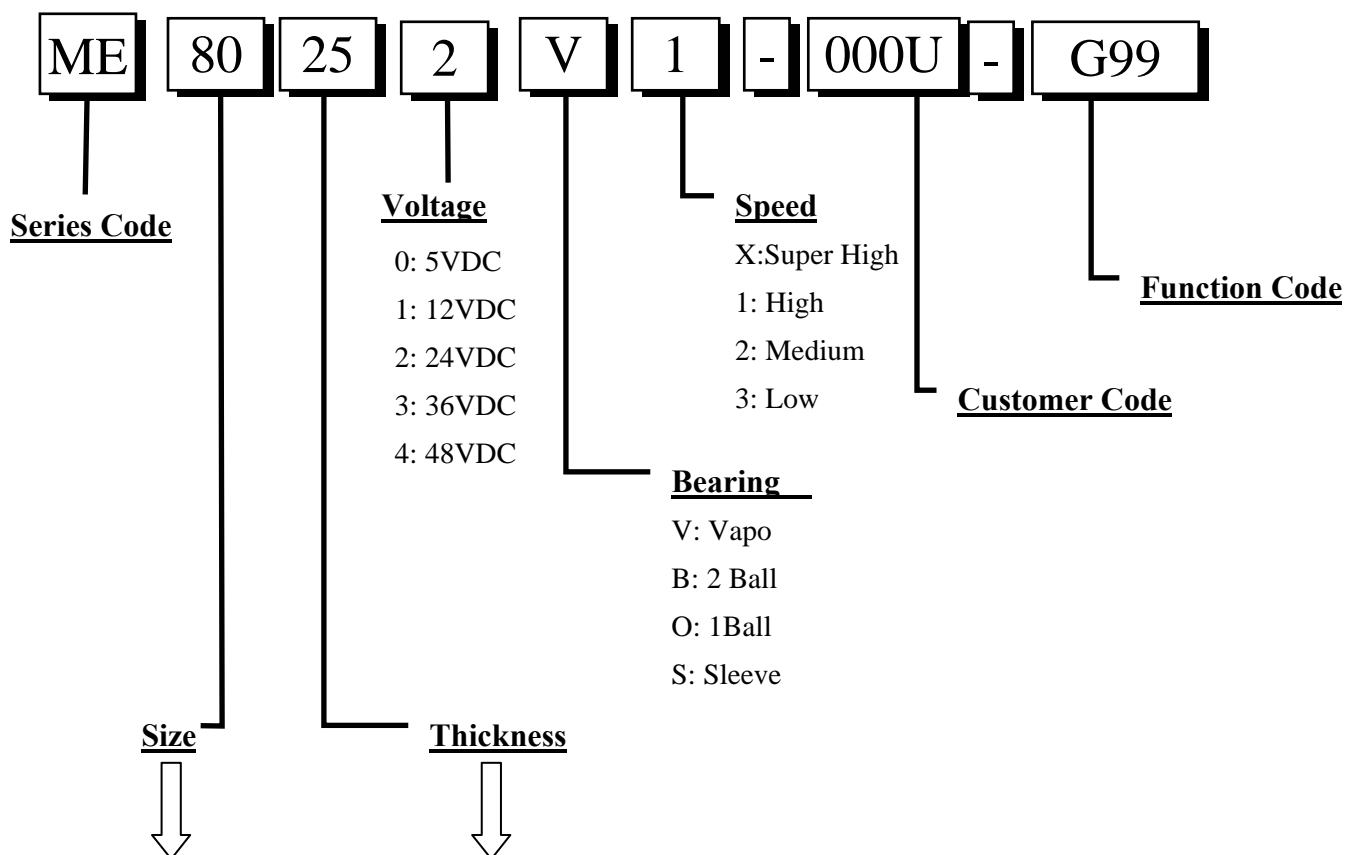 ME 80 25 2 V 1 - 000U - G99
Series Code
Voltage
0: 5VDC
1: 12VDC
2: 24VDC
3: 36VDC
4: 48VDC
Speed
X:Super High
1: High
2: Medium
3: Low
Function Code
Customer Code
Bearing
V: Vapo
B: 2 Ball
O: 1Ball
S: Sleeve
Size
Thickness